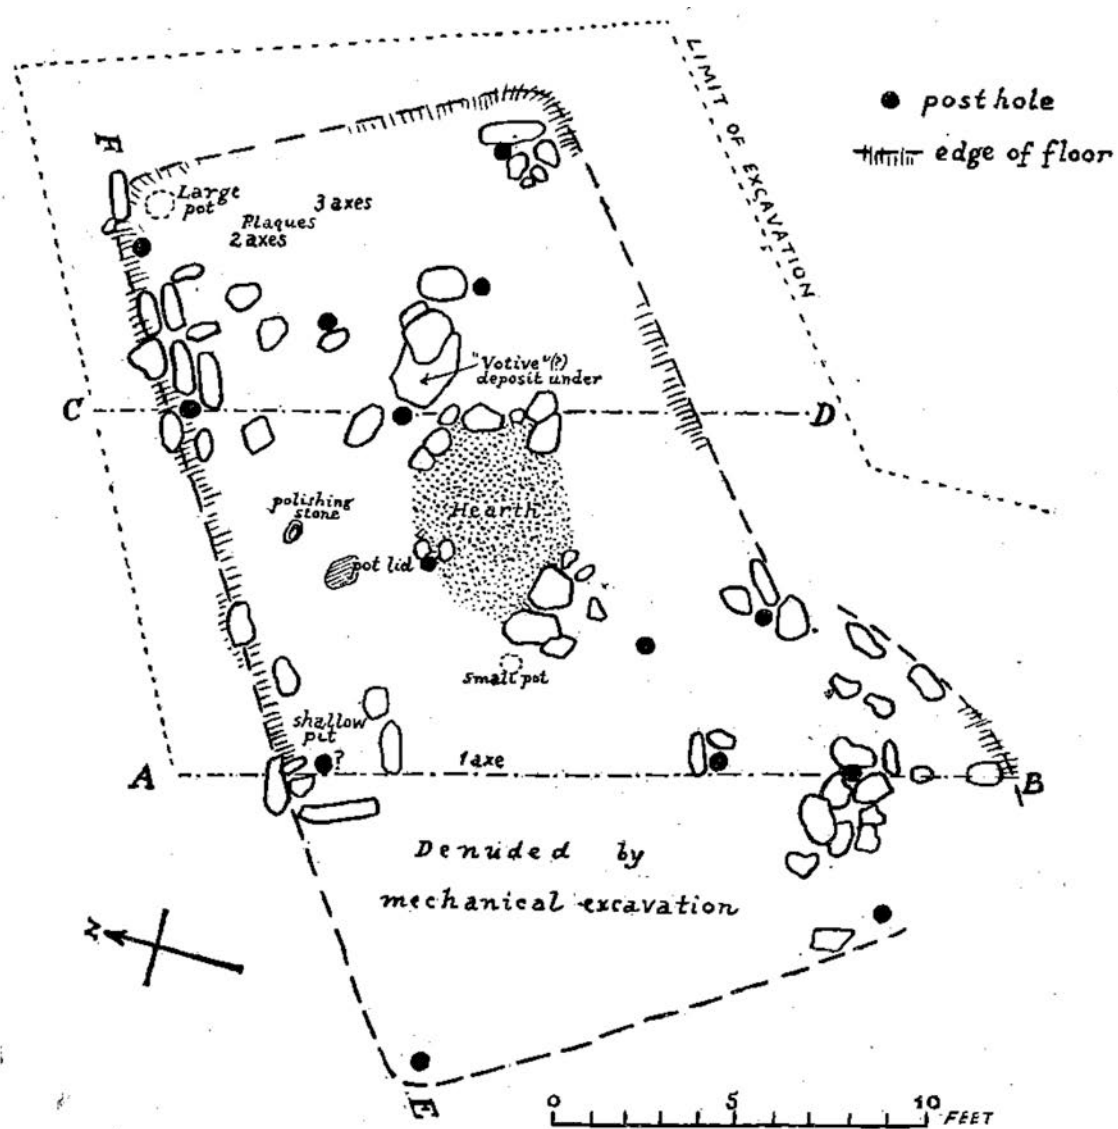 LIMIT OF EXCAVATION
post hole
edge of floor
F
Large
pot
3 axes
Plaques
2 axes
"Votive"(?)
deposit under
C
D
polishing
stone
Hearth
pot lid
small pot
shallow
pit
?
A
1 axe
B
Denuded by
mechanical excavation
N
E
0 5 10
FEET